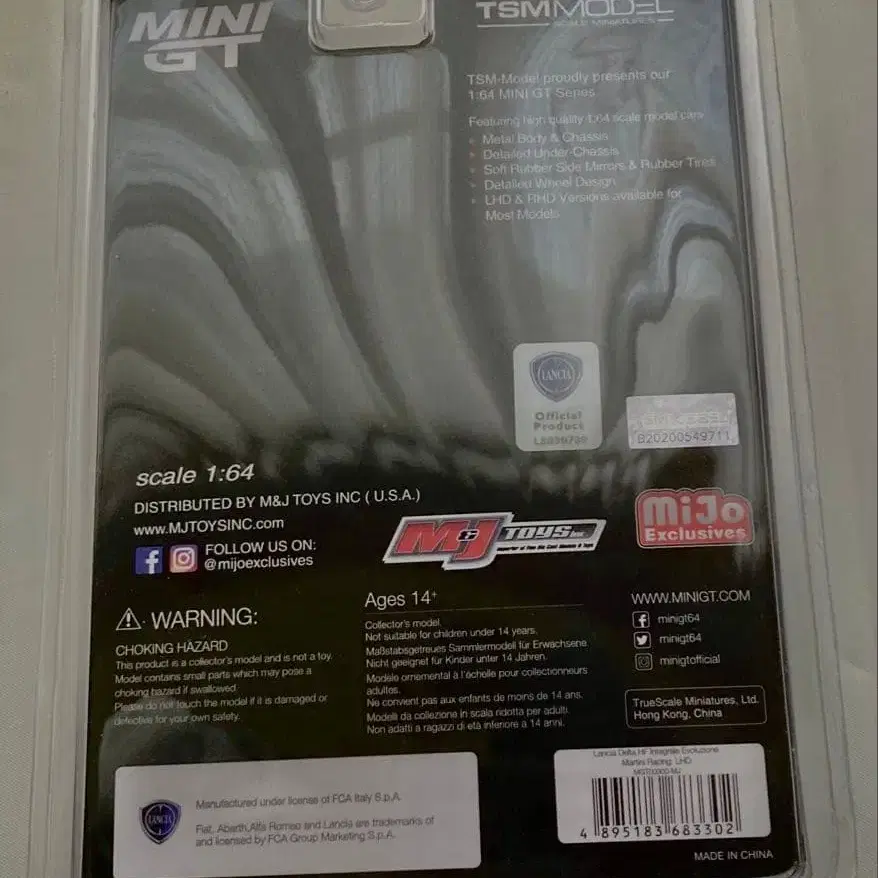 MINI
GT
TSMMODEL
SCALE MINIATURES
TSM-Model proudly presents our
1:64 MINI GT Series
Featuring high quality 1:64 scale model cars
• Metal Body & Chassis
• Detailed Under-Chassis
• Soft Rubber Side Mirrors & Rubber Tires
• Detailed Wheel Design
• LHD & RHD Versions available for
Most Models
LANCIA
Official
Product
B20200549711
scale 1:64
DISTRIBUTED BY M&J TOYS INC ( U.S.A.)
www.MJTOYSINC.com
FOLLOW US ON:
@mijoexclusives
M&J TOYS Inc.
MiJo
Exclusives
WARNING:
CHOKING HAZARD
This product is a collector's model and is not a toy.
Model contains small parts which may pose a
choking hazard if swallowed.
Please do not touch the model if it is damaged or
defective for your own safety.
Ages 14+
Collector's model.
Not suitable for children under 14 years.
Maßstabsgetreues Sammlermodell für Erwachsene.
Nicht geeignet für Kinder unter 14 Jahren.
Modèle ornemental à l'échelle pour collectionneurs
adultes.
Ne convient pas aux enfants de moins de 14 ans.
Modelli da collezione in scala ridotta per adulti.
Non adatti a ragazzi di età inferiore a 14 anni.
WWW.MINIGT.COM
minigt64
minigt64
minigtofficial
TrueScale Miniatures, Ltd.
Hong Kong, China
LANCIA
Manufactured under license of FCA Italy S.p.A.
Fiat, Abarth, Alfa Romeo and Lancia are trademarks of
and licensed by FCA Group Marketing S.p.A.
Lancia Delta HF Integrale Evoluzione
Martini Racing LHD
4 895183 683302
MADE IN CHINA